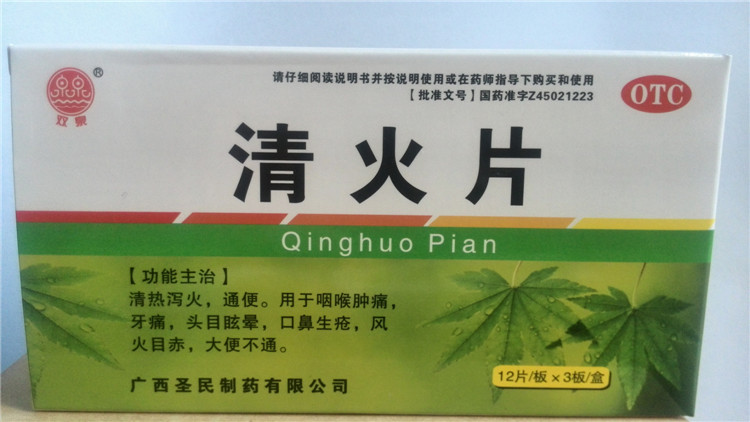 请仔细阅读说明书并按说明使用或在药师指导下购买和使用
【批准文号】国药准字Z45021223
OTC
®
双象
清火片
Qinghuo Pian
【功能主治】
清热泻火，通便。用于咽喉肿痛，
牙痛，头目眩晕，口鼻生疮，风
火目赤，大便不通。
12片/板×3板/盒
广西圣民制药有限公司